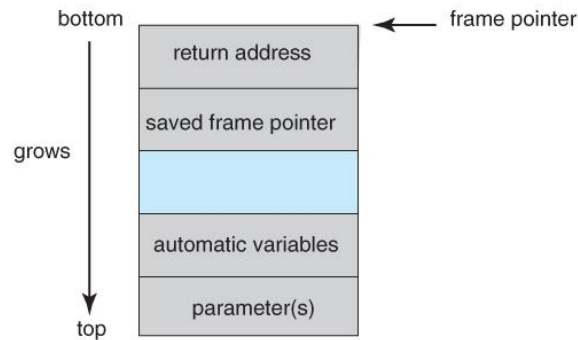 bottom
frame pointer
return address
saved frame pointer
grows
automatic variables
parameter(s)
top